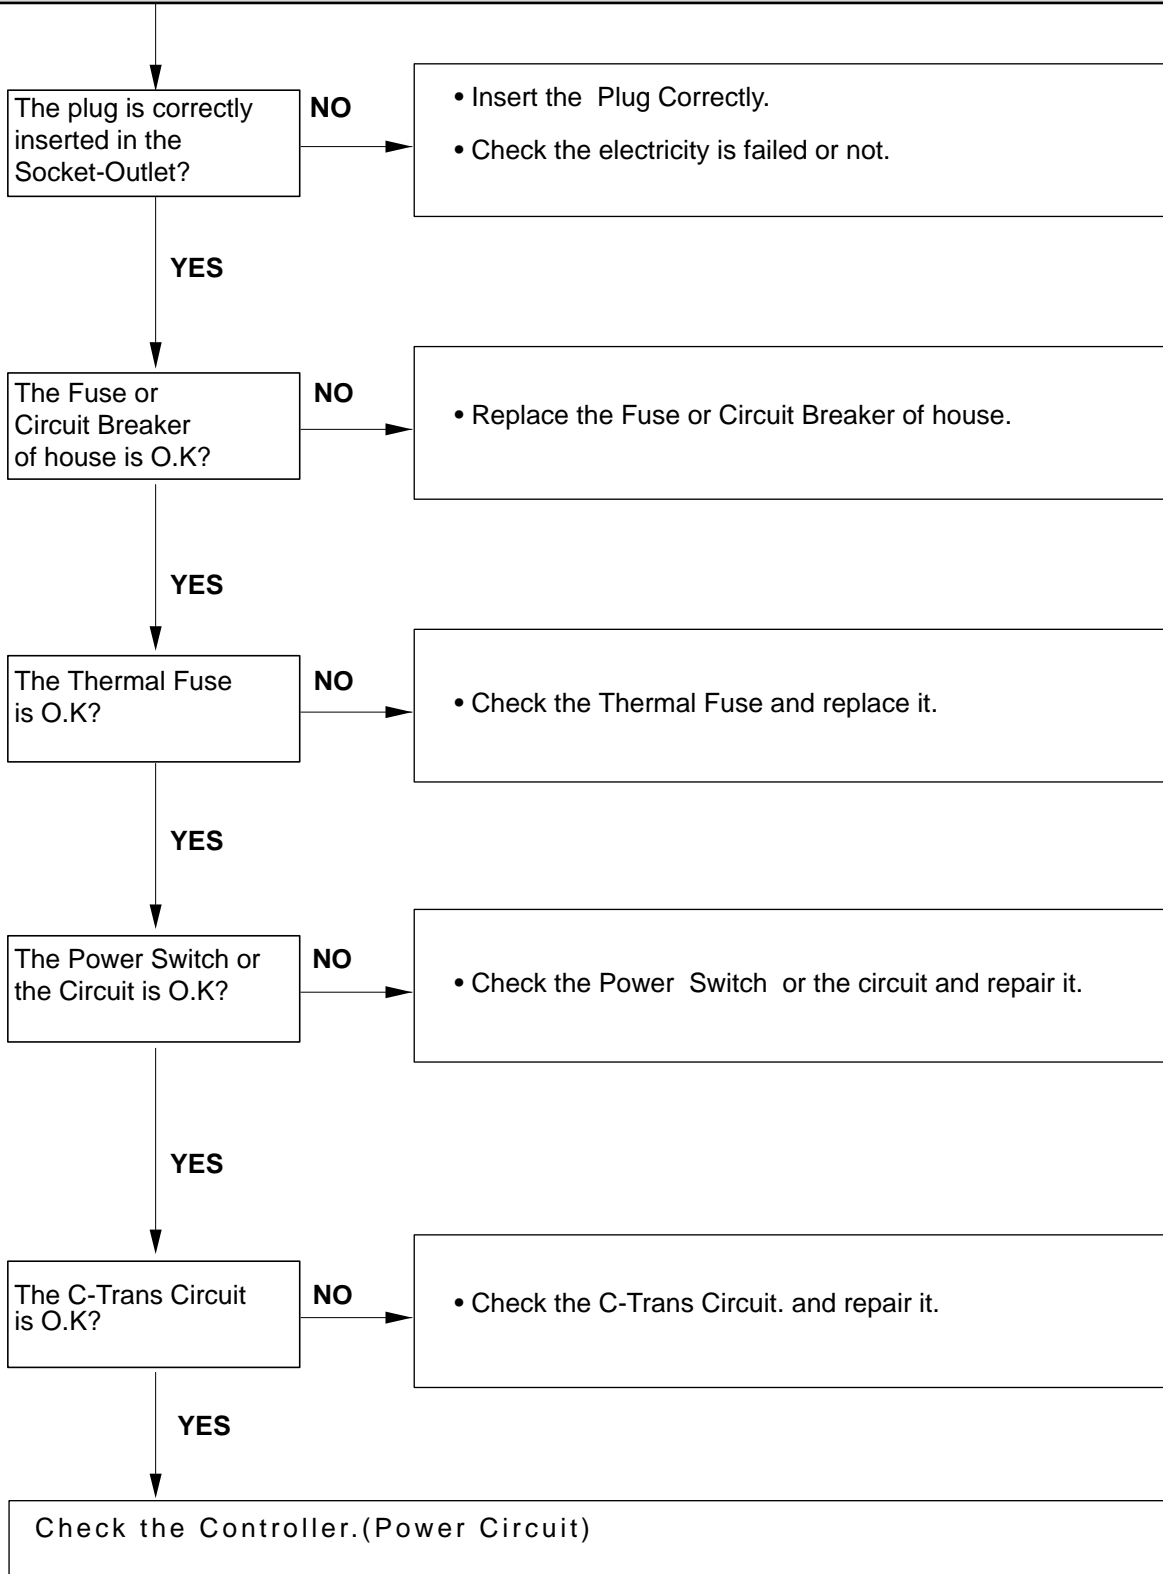 The plug is correctly
inserted in the
Socket-Outlet?
NO
• Insert the Plug Correctly.
• Check the electricity is failed or not.
YES
The Fuse or
Circuit Breaker
of house is O.K?
NO
• Replace the Fuse or Circuit Breaker of house.
YES
The Thermal Fuse
is O.K?
NO
• Check the Thermal Fuse and replace it.
YES
The Power Switch or
the Circuit is O.K?
NO
• Check the Power Switch or the circuit and repair it.
YES
The C-Trans Circuit
is O.K?
NO
• Check the C-Trans Circuit. and repair it.
YES
Check the Controller.(Power Circuit)